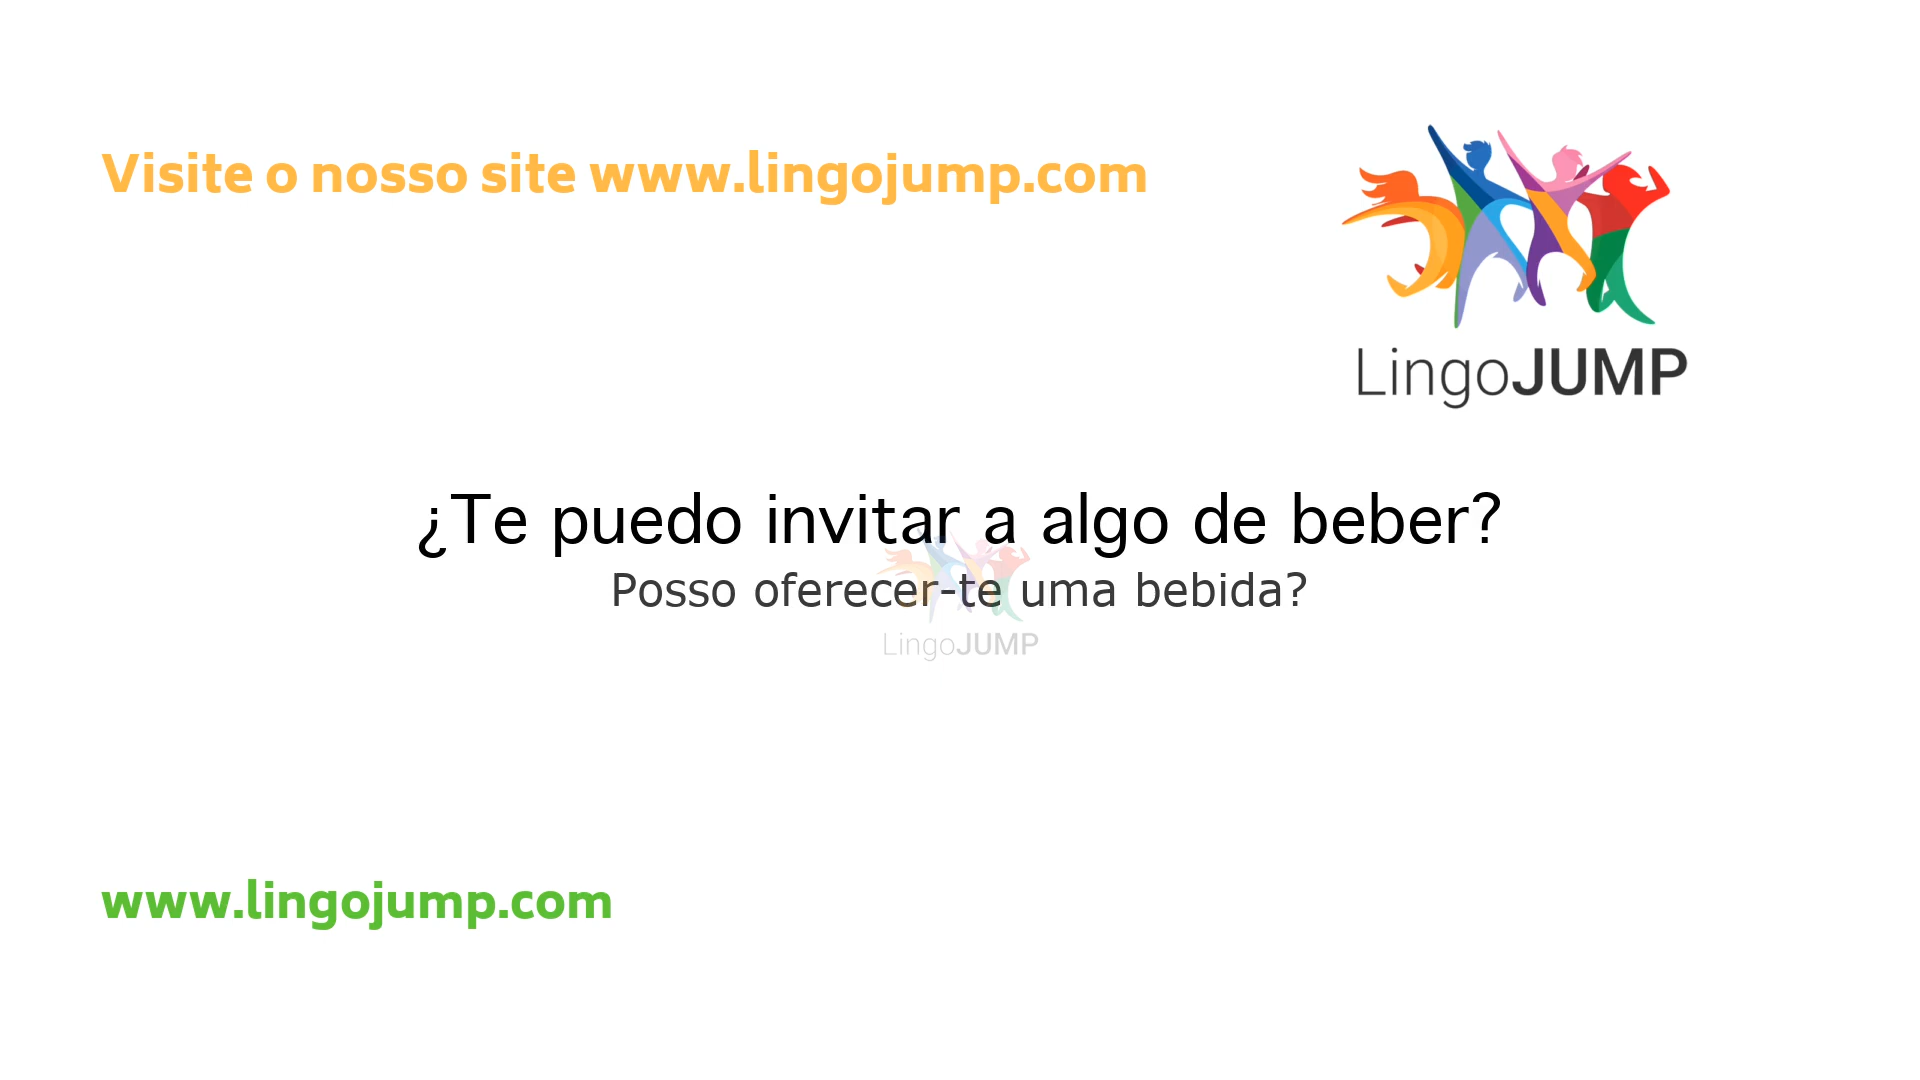 Visite o nosso site www.lingojump.com
LingoJUMP
¿Te puedo invitar a algo de beber?
Posso oferecer-te uma bebida?
LingoJUMP
www.lingojump.com